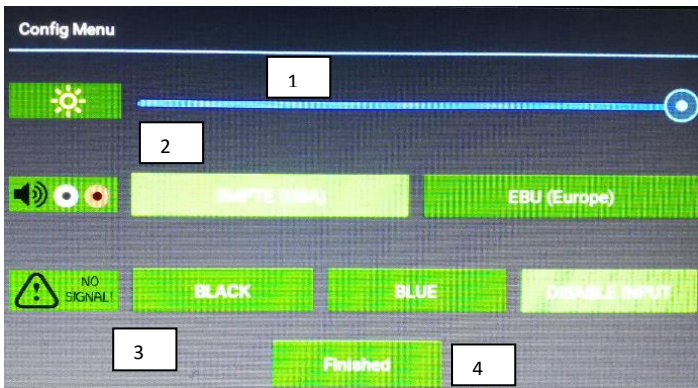 Config Menu
1
2
SMPTE (USA)
EBU (Europe)
NO
SIGNAL!
BLACK
BLUE
DISABLE INPUT
3
Finished
4